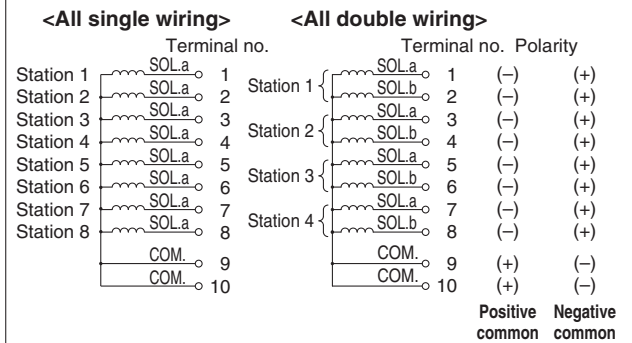 <All single wiring> <All double wiring>
Terminal no. Terminal no. Polarity
Station 1 SOL.a 1 Station 1 SOL.a 1 (–) (+)
Station 2 SOL.a 2 SOL.b 2 (–) (+)
Station 3 SOL.a 3 Station 2 SOL.a 3 (–) (+)
Station 4 SOL.a 4 SOL.b 4 (–) (+)
Station 5 SOL.a 5 Station 3 SOL.a 5 (–) (+)
Station 6 SOL.a 6 SOL.b 6 (–) (+)
Station 7 SOL.a 7 Station 4 SOL.a 7 (–) (+)
Station 8 SOL.a 8 SOL.b 8 (–) (+)
COM. 9 COM. 9 (+) (–)
COM. 10 COM. 10 (+) (–)
Positive Negative
common common